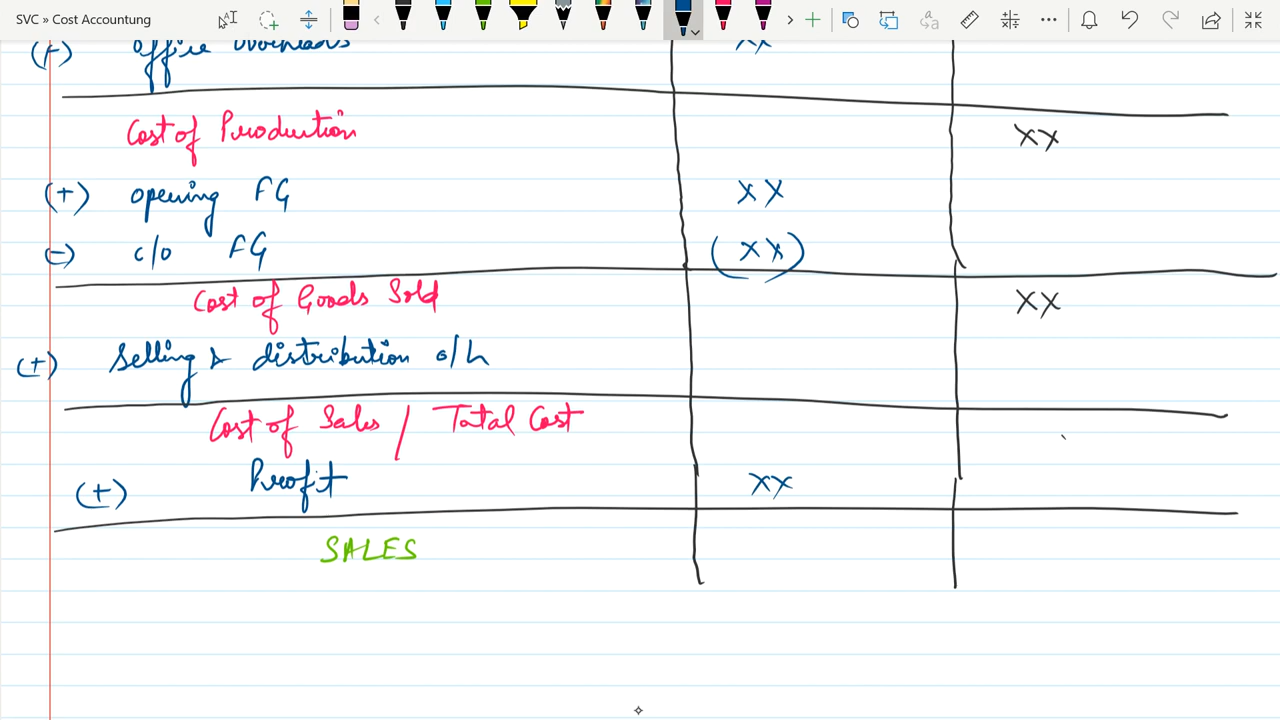 SVC » Cost Accountung
(+) office overheads XX
Cost of Production XX
(+) opening FG XX
(-) c/o FG (XX)
Cost of Goods Sold XX
(+) Selling & distribution o/h
Cost of Sales / Total Cost
(+) Profit XX
SALES